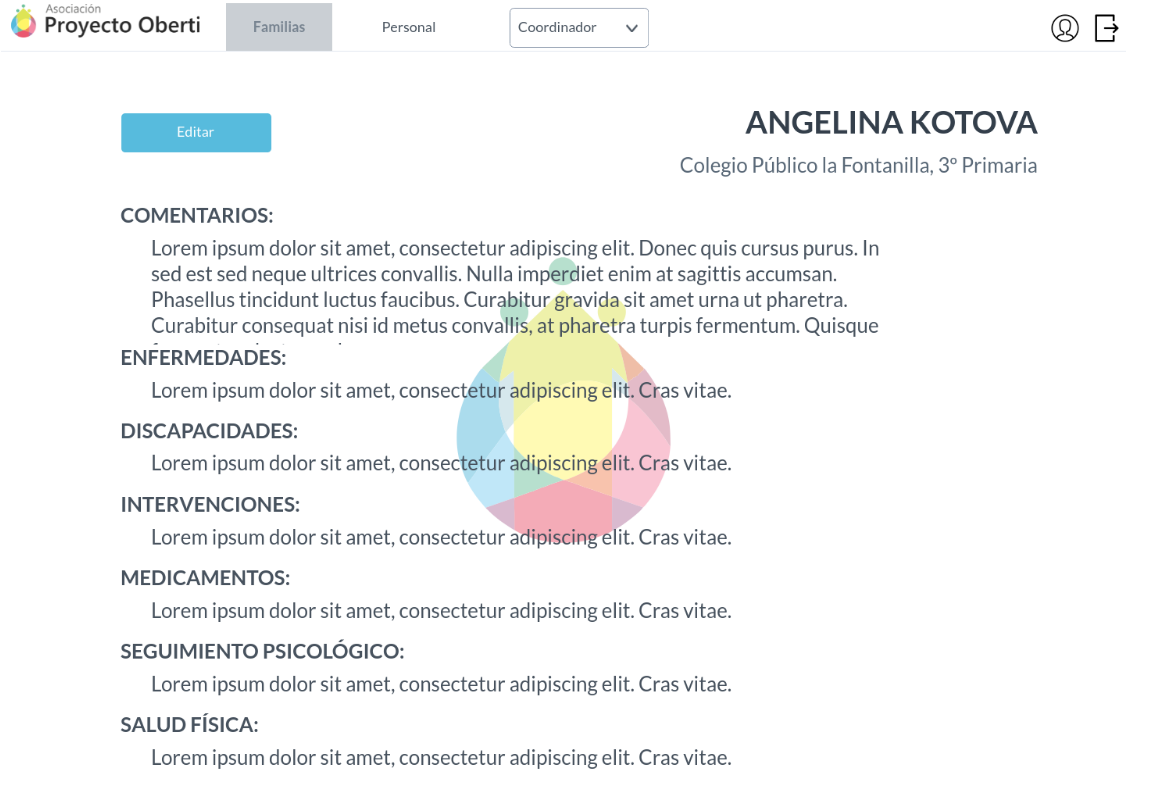 Asociación
Proyecto Oberti
Familias
Personal
Coordinador
Editar
ANGELINA KOTOVA
Colegio Público la Fontanilla, 3º Primaria
COMENTARIOS:
Lorem ipsum dolor sit amet, consectetur adipiscing elit. Donec quis cursus purus. In
sed est sed neque ultrices convallis. Nulla imperdiet enim at sagittis accumsan.
Phasellus tincidunt luctus faucibus. Curabitur gravida sit amet urna ut pharetra.
Curabitur consequat nisi id metus convallis, at pharetra turpis fermentum. Quisque
ENFERMEDADES:
Lorem ipsum dolor sit amet, consectetur adipiscing elit. Cras vitae.
DISCAPACIDADES:
Lorem ipsum dolor sit amet, consectetur adipiscing elit. Cras vitae.
INTERVENCIONES:
Lorem ipsum dolor sit amet, consectetur adipiscing elit. Cras vitae.
MEDICAMENTOS:
Lorem ipsum dolor sit amet, consectetur adipiscing elit. Cras vitae.
SEGUIMIENTO PSICOLÓGICO:
Lorem ipsum dolor sit amet, consectetur adipiscing elit. Cras vitae.
SALUD FÍSICA:
Lorem ipsum dolor sit amet, consectetur adipiscing elit. Cras vitae.